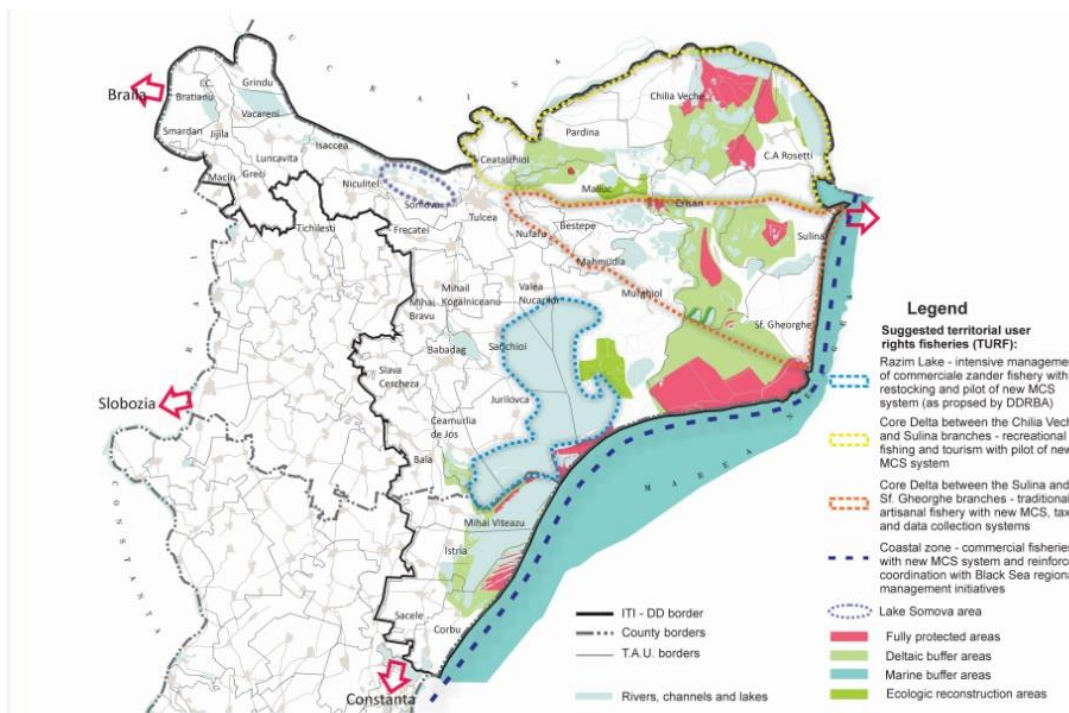 U C R A I N A
Braila
I.C.
Bratianu
Grindu
Vacareni
Smardan
Jijila
Isaccea
Luncavita
Greci
Macin
Niculitel
Somova
Tulcea
Frecatei
Tichilesti
Chilia Veche
Pardina
Ceatalchioi
C.A Rosetti
Maliuc
Crisan
Nufaru
Bestepe
Sulina
Mahmudia
Murghiol
Sf. Gheorghe
Mihail
Kogalniceanu
Valea
Nucarilor
Mihai
Bravu
Babadag
Sarichioi
Slava
Cercheza
Jurilovca
Slobozia
Ceamurlia
de Jos
Baia
Mihai Viteazu
Istria
Sacele
Corbu
Constanta
C O N S T A N T A
M A R E A N E A G R
Legend
Suggested territorial user
rights fisheries (TURF):
Razim Lake - intensive managemen
of commerciale zander fishery with
restocking and pilot of new MCS
system (as propsed by DDRBA)
Core Delta between the Chilia Vech
and Sulina branches - recreational
fishing and tourism with pilot of new
MCS system
Core Delta between the Sulina and
Sf. Gheorghe branches - traditional
artisanal fishery with new MCS, tax
and data collection systems
Coastal zone - commercial fisheries
with new MCS system and reinforce
coordination with Black Sea regiona
management initiatives
Lake Somova area
Fully protected areas
Deltaic buffer areas
Marine buffer areas
Ecologic reconstruction areas
ITI - DD border
County borders
T.A.U. borders
Rivers, channels and lakes